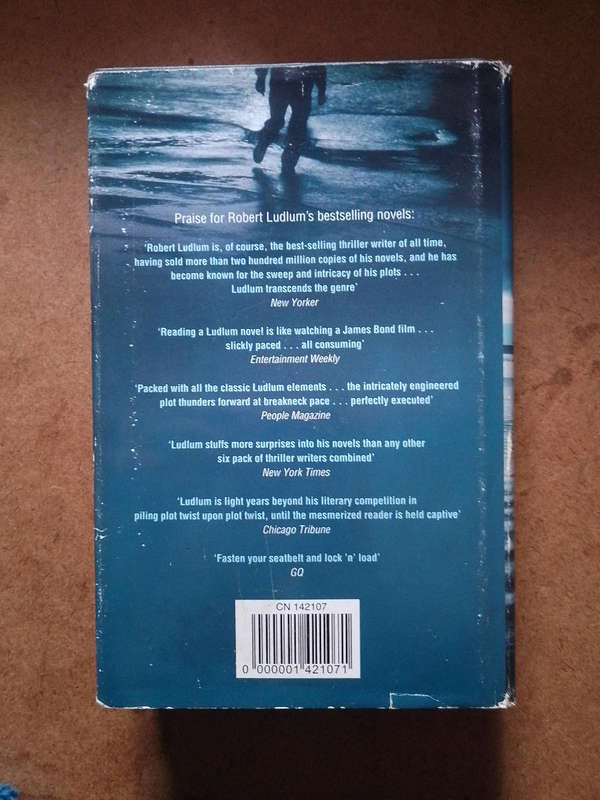 Praise for Robert Ludlum's bestselling novels:
'Robert Ludlum is, of course, the best-selling thriller writer of all time,
having sold more than two hundred million copies of his novels, and he has
become known for the sweep and intricacy of his plots . . .
Ludlum transcends the genre'
New Yorker
'Reading a Ludlum novel is like watching a James Bond film . . .
slickly paced . . . all consuming'
Entertainment Weekly
'Packed with all the classic Ludlum elements . . . the intricately engineered
plot thunders forward at breakneck pace . . . perfectly executed'
People Magazine
'Ludlum stuffs more surprises into his novels than any other
six pack of thriller writers combined'
New York Times
'Ludlum is light years beyond his literary competition in
piling plot twist upon plot twist, until the mesmerized reader is held captive'
Chicago Tribune
'Fasten your seatbelt and lock 'n' load'
GQ
CN 142107
0 000001 421071